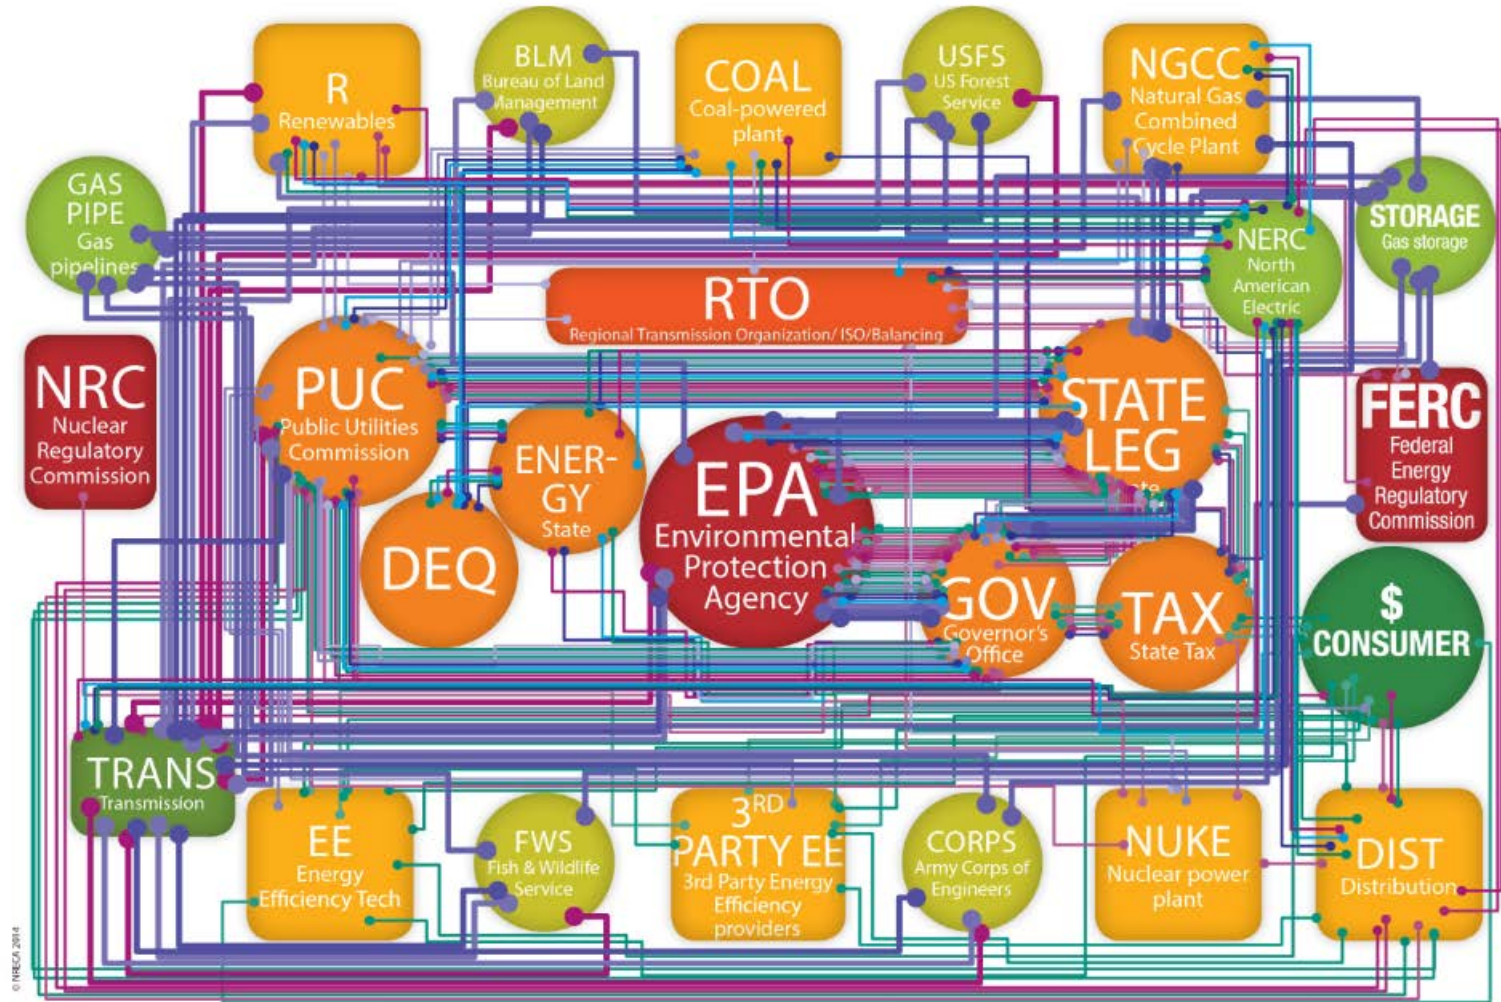 R
Renewables
BLM
Bureau of Land
Management
COAL
Coal-powered
plant
USFS
US Forest
Service
NGCC
Natural Gas
Combined
Cycle Plant
GAS
PIPE
Gas
pipelines
STORAGE
Gas storage
NERC
North
American
Electric
RTO
Regional Transmission Organization/ ISO/Balancing
NRC
Nuclear
Regulatory
Commission
PUC
Public Utilities
Commission
ENER-
GY
State
DEQ
EPA
Environmental
Protection
Agency
STATE
LEG
FERC
Federal
Energy
Regulatory
Commission
GOV
Governor's
Office
TAX
State Tax
$
CONSUMER
TRANS
Transmission
EE
Energy
Efficiency Tech
FWS
Fish & Wildlife
Service
3RD
PARTY EE
3rd Party Energy
Efficiency
providers
CORPS
Army Corps of
Engineers
NUKE
Nuclear power
plant
DIST
Distribution
© NRECA 2014